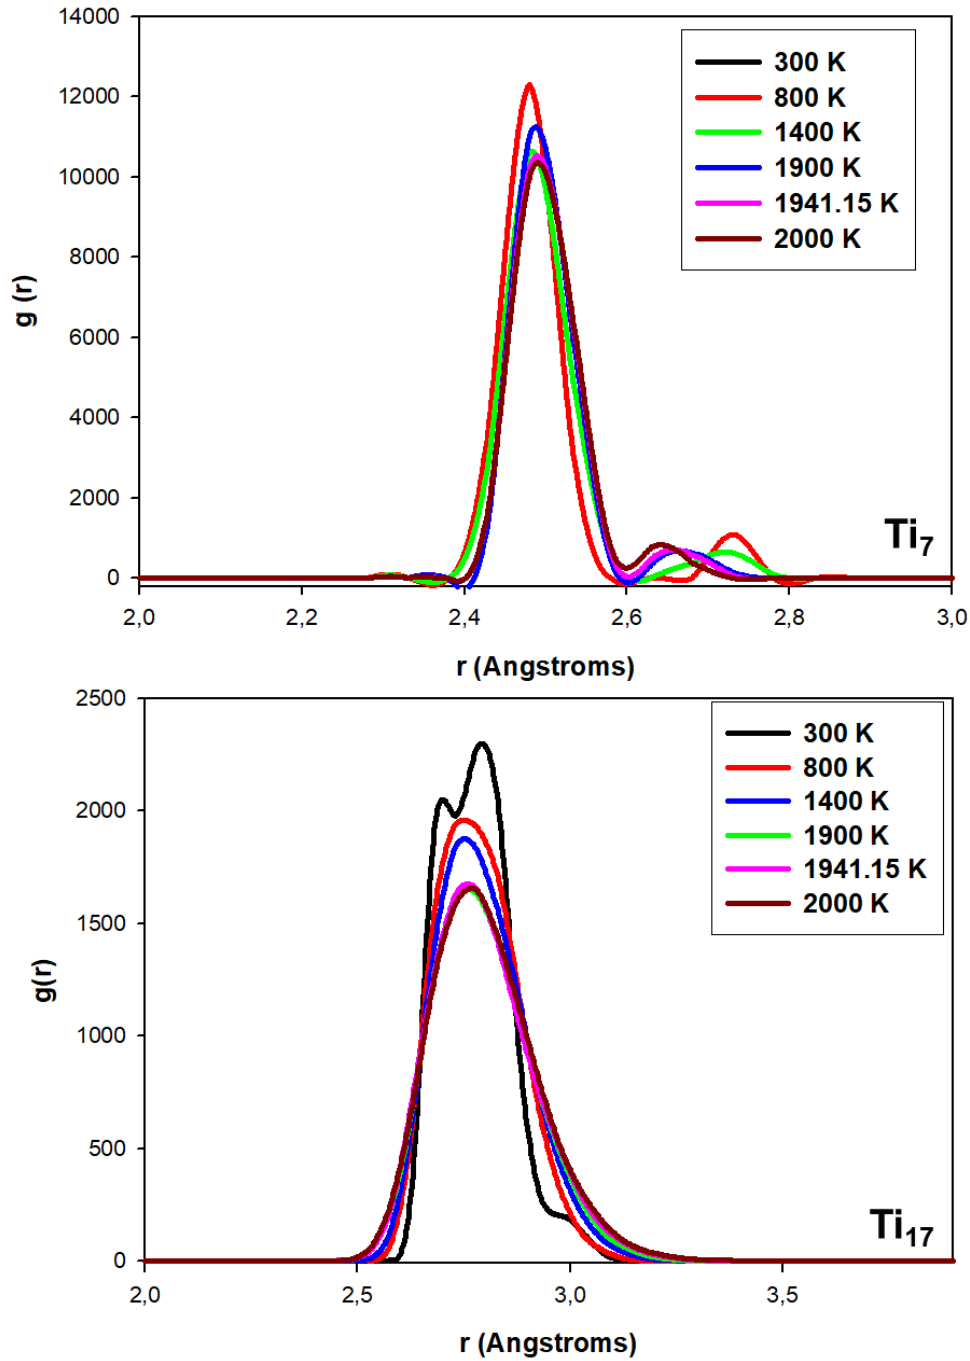 14000
12000
10000
8000
6000
4000
2000
0
g (r)
300 K
800 K
1400 K
1900 K
1941.15 K
2000 K
Ti7
2,0 2,2 2,4 2,6 2,8 3,0
r (Angstroms)
2500
2000
1500
1000
500
0
g(r)
300 K
800 K
1400 K
1900 K
1941.15 K
2000 K
Ti17
2,0 2,5 3,0 3,5
r (Angstroms)